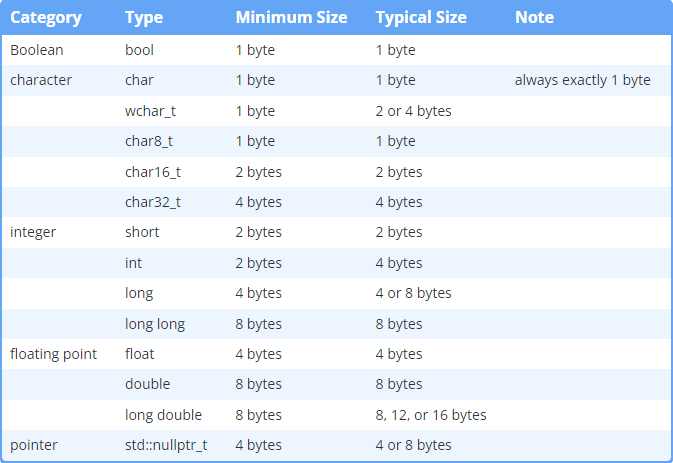 Category Type Minimum Size Typical Size Note
Boolean bool 1 byte 1 byte
character char 1 byte 1 byte always exactly 1 byte
wchar_t 1 byte 2 or 4 bytes
char8_t 1 byte 1 byte
char16_t 2 bytes 2 bytes
char32_t 4 bytes 4 bytes
integer short 2 bytes 2 bytes
int 2 bytes 4 bytes
long 4 bytes 4 or 8 bytes
long long 8 bytes 8 bytes
floating point float 4 bytes 4 bytes
double 8 bytes 8 bytes
long double 8 bytes 8, 12, or 16 bytes
pointer std::nullptr_t 4 bytes 4 or 8 bytes